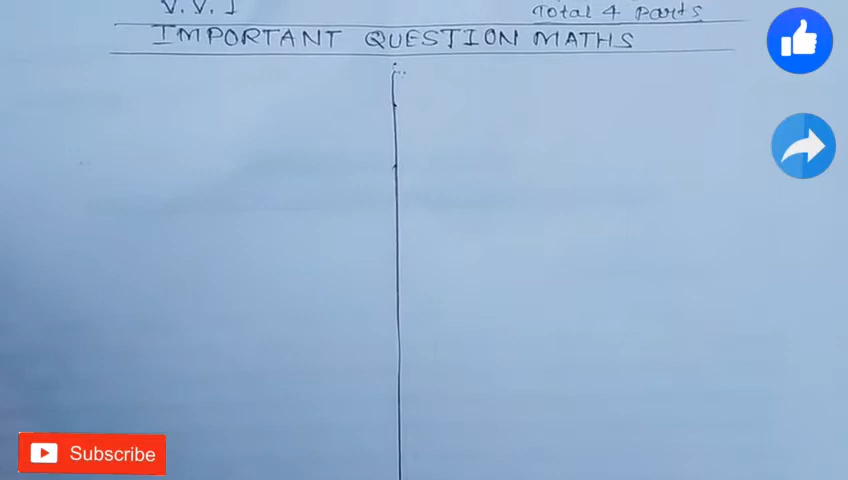 V. V. I
Total 4 Parts
IMPORTANT QUESTION MATHS
Subscribe